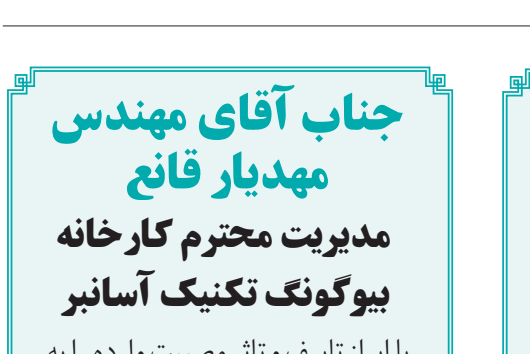 جناب آقای مهندس
مهدیار قانع
مدیریت محترم کارخانه
بیوگونگ تکنیک آسانبر